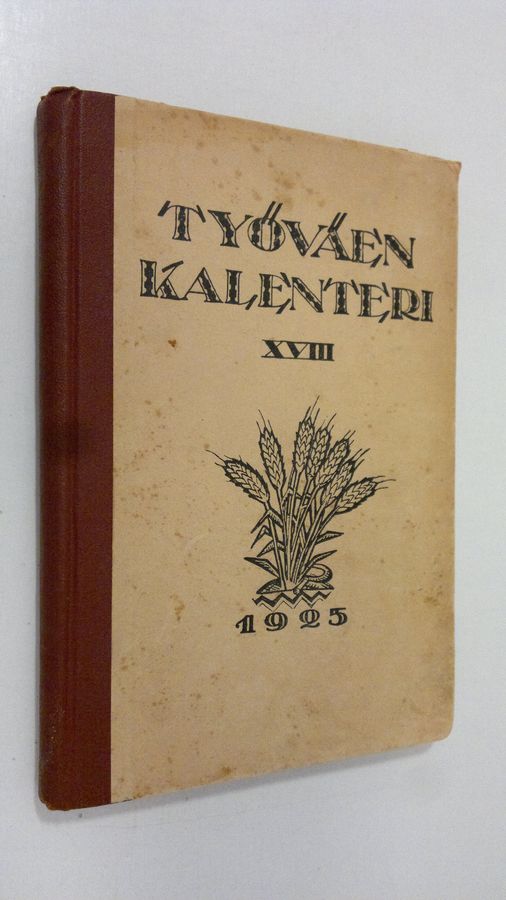 TYÖVÄEN
KALENTERI
XVIII
1925